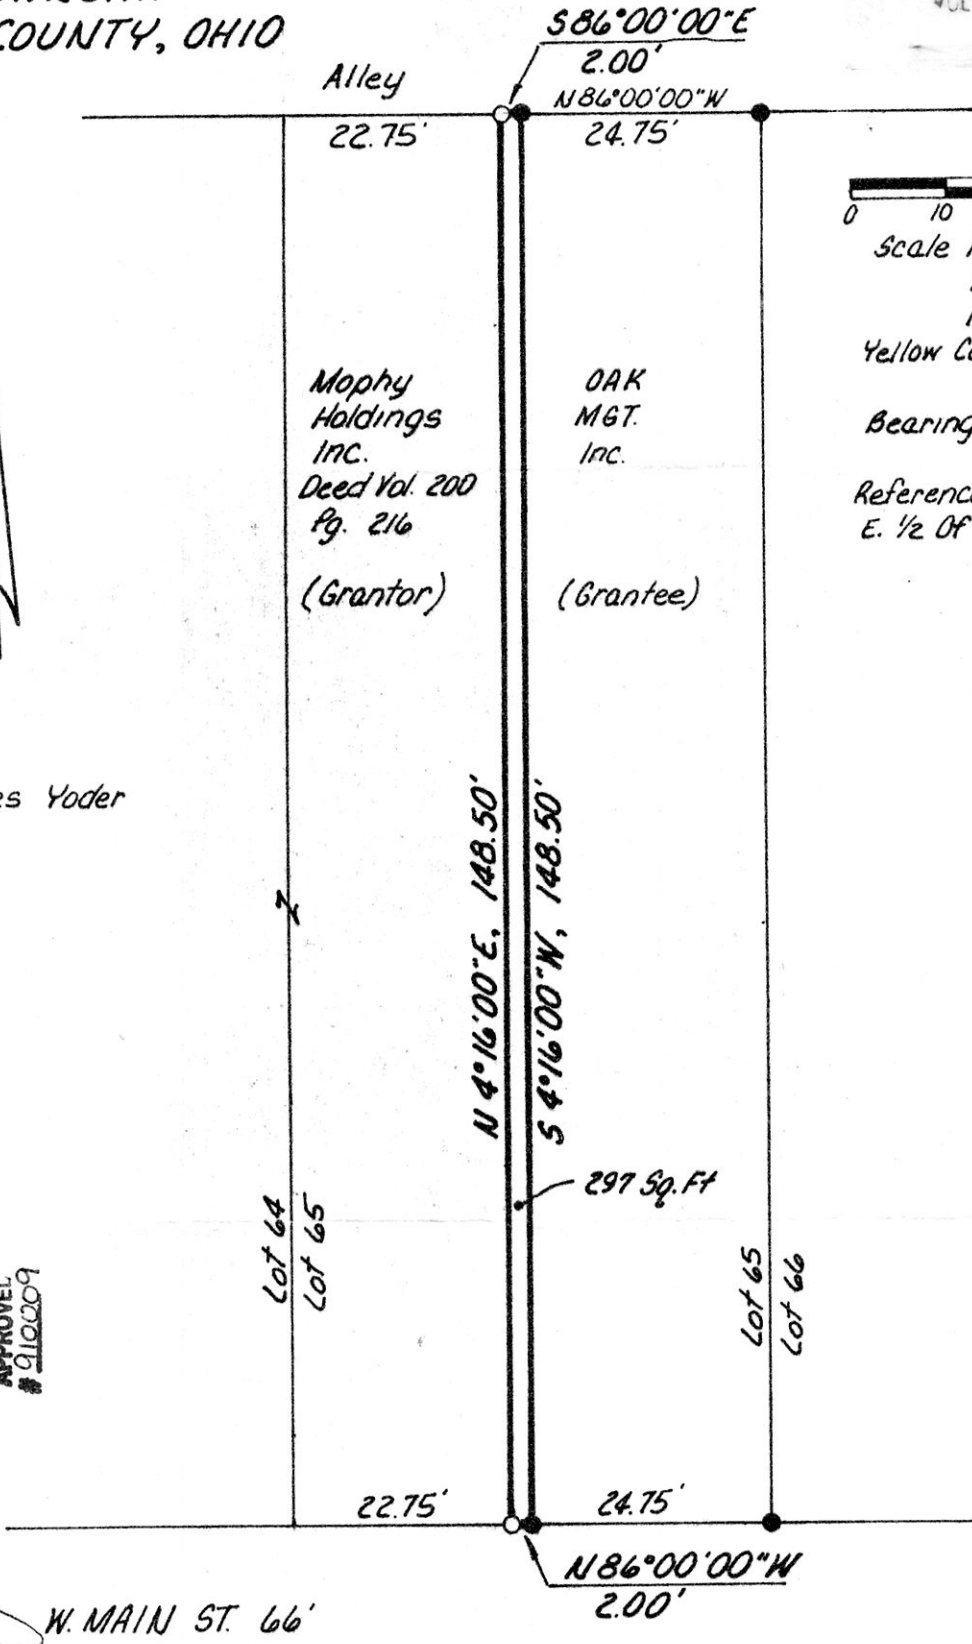 COUNTY, OHIO
S86°00'00"E
2.00'
Alley
N86°00'00"W
22.75'
24.75'
0 10
Scale
Mophy
Holdings
Inc.
Deed Vol. 200
Pg. 216
(Grantor)
OAK
MGT.
Inc.
(Grantee)
Yellow
Bearing
E. 1/2 Of
Yoder
N 4°16'00"E, 148.50'
S 4°16'00"W, 148.50'
Z
297 Sq.Ft
Lot 64
Lot 65
Lot 65
Lot 66
# 910009
22.75'
24.75'
N86°00'00"W
2.00'
W. MAIN ST. 66'